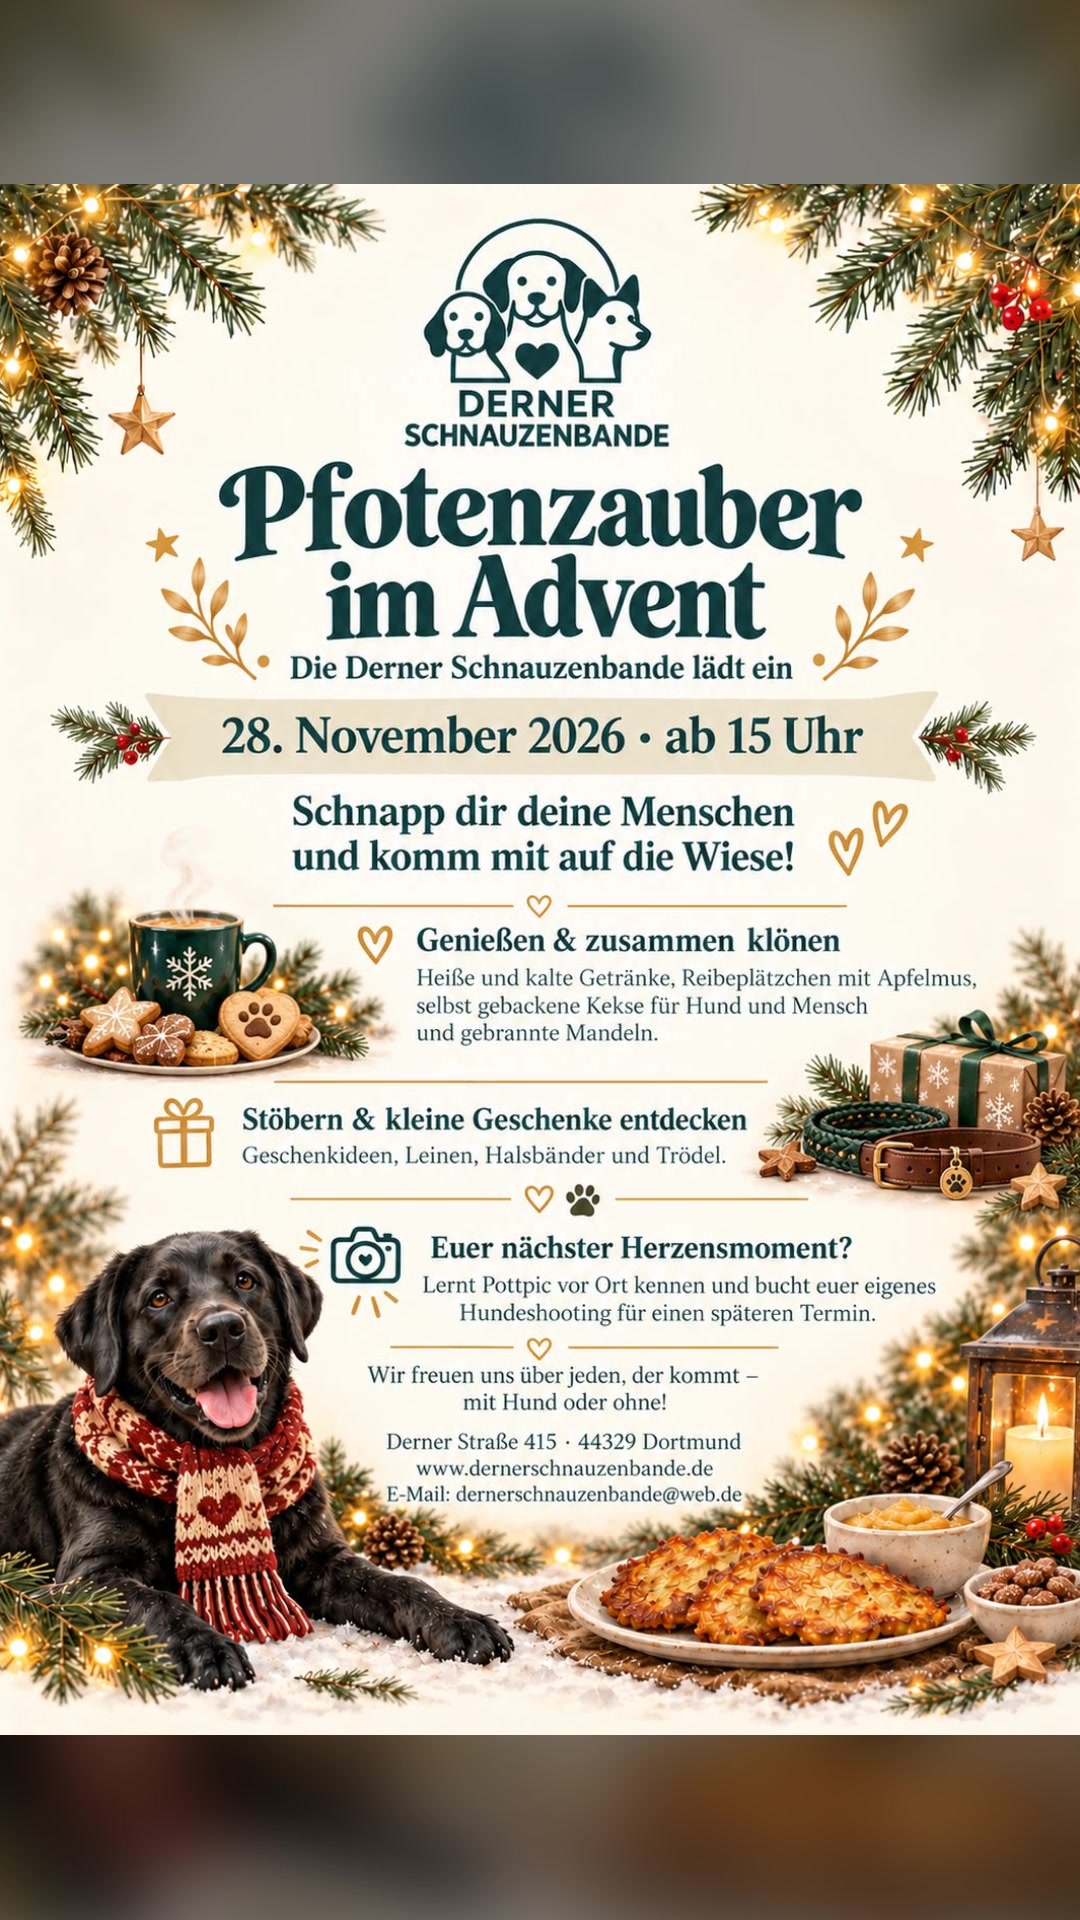 DERNER
SCHNAUZENBANDE
Pfotenzauber
im Advent
Die Derner Schnauzenbande lädt ein
28. November 2026 · ab 15 Uhr
Schnapp dir deine Menschen
und komm mit auf die Wiese!
Genießen & zusammen klönen
Heiße und kalte Getränke, Reibeplätzchen mit Apfelmus,
selbst gebackene Kekse für Hund und Mensch
und gebrannte Mandeln.
Stöbern & kleine Geschenke entdecken
Geschenkideen, Leinen, Halsbänder und Trödel.
Euer nächster Herzensmoment?
Lernt Pottpic vor Ort kennen und bucht euer eigenes
Hundeshooting für einen späteren Termin.
Wir freuen uns über jeden, der kommt –
mit Hund oder ohne!
Derner Straße 415 · 44329 Dortmund
www.dernerschnauzenbande.de
E-Mail: dernerschnauzenbande@web.de